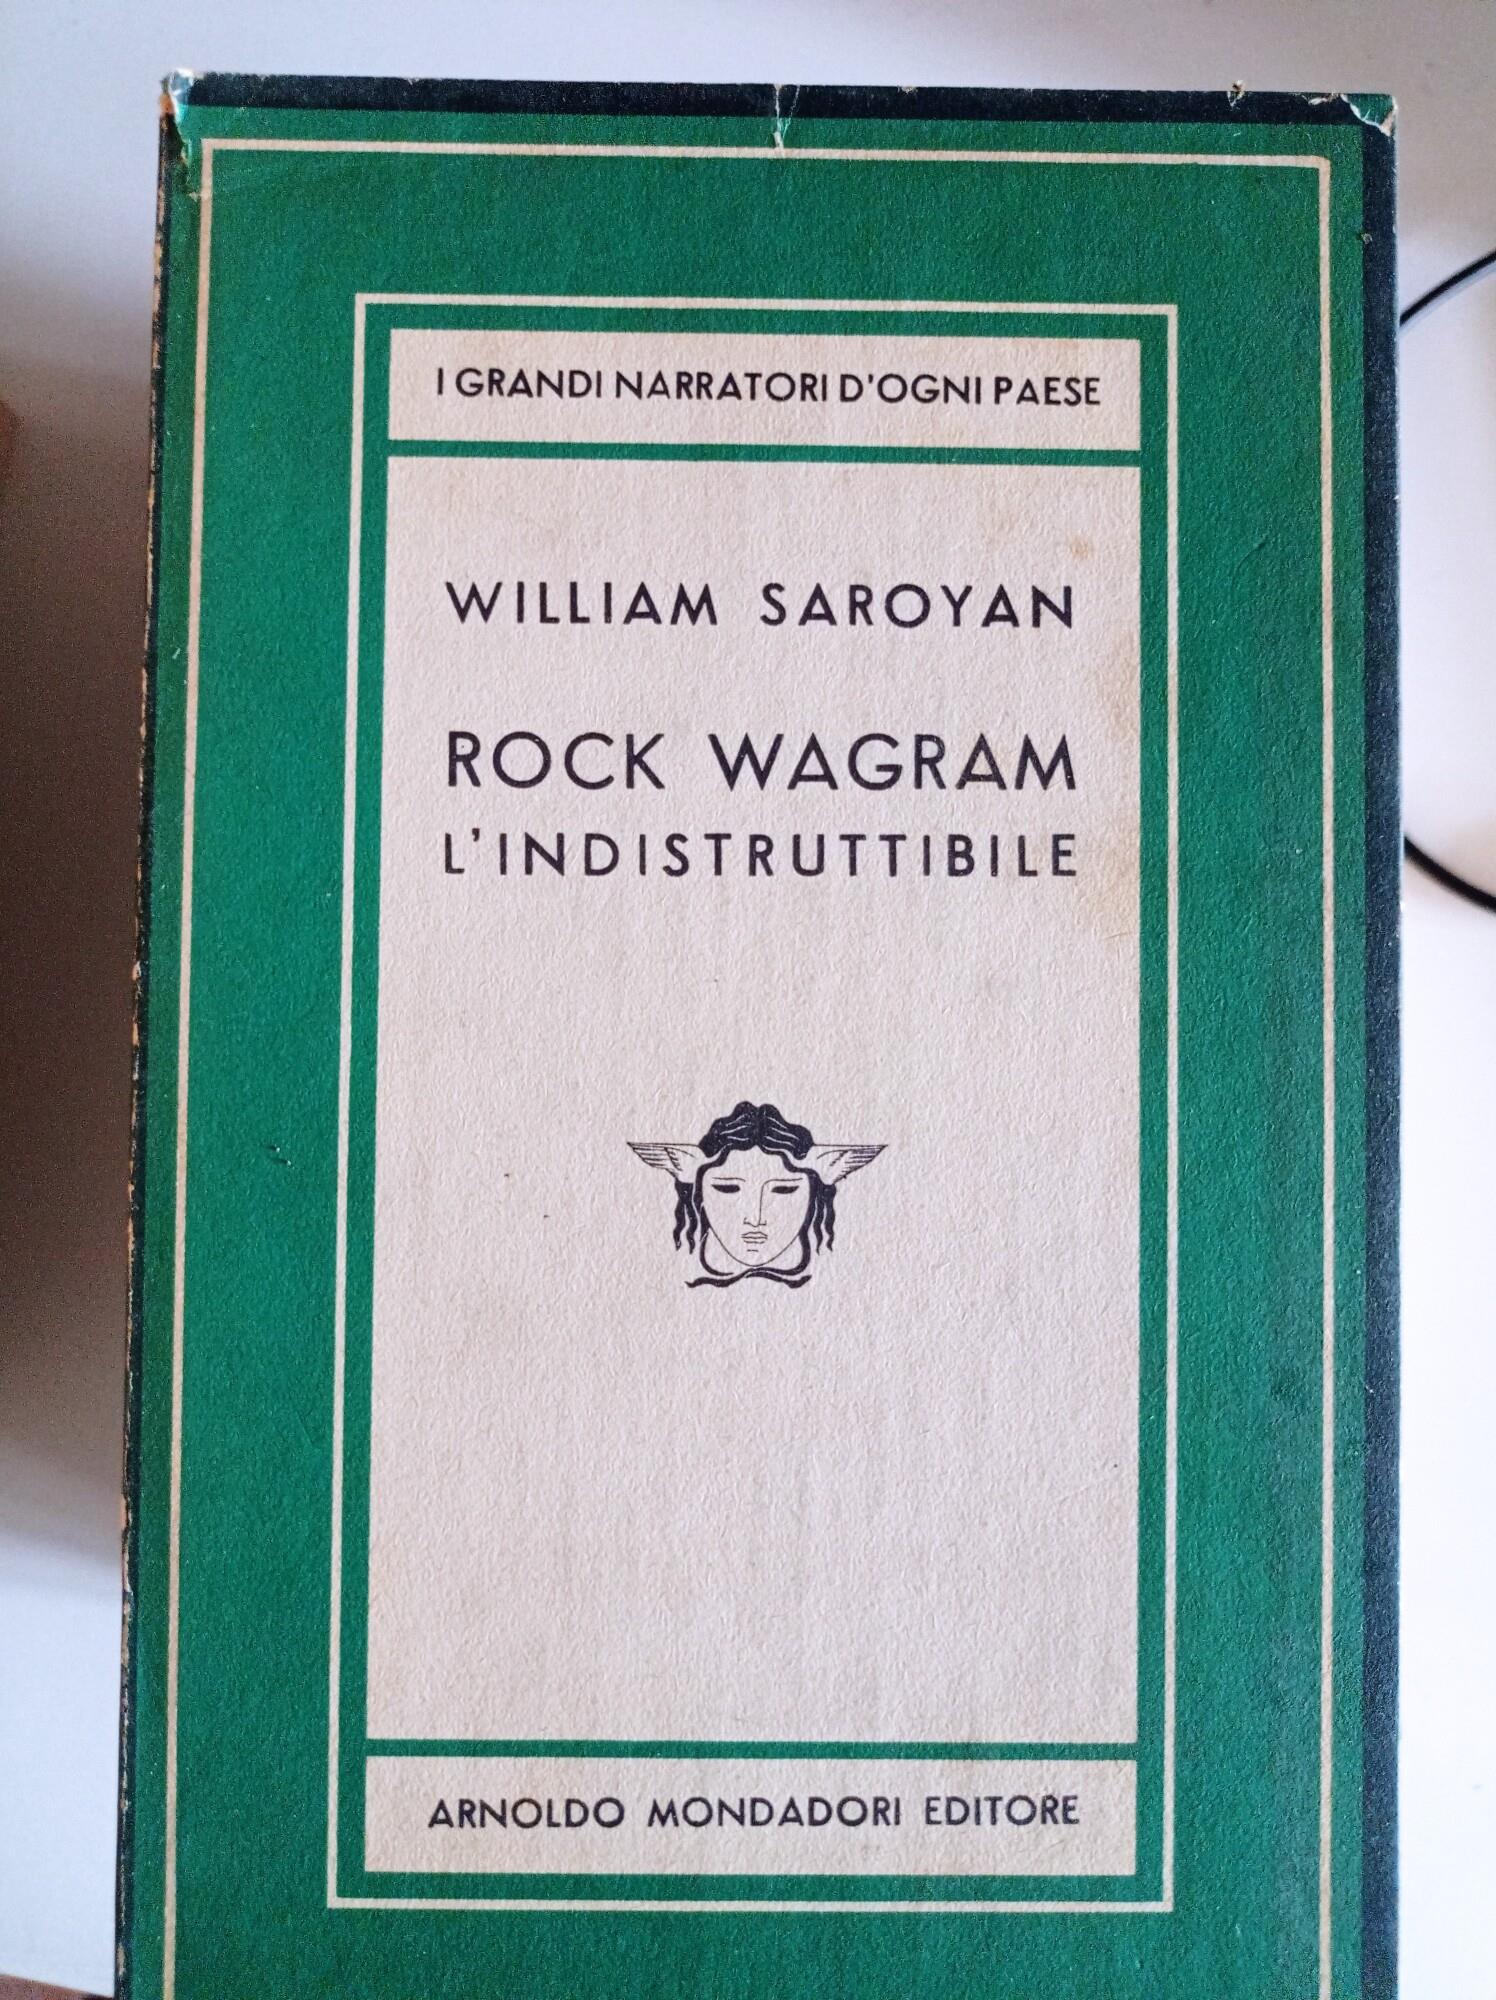 I GRANDI NARRATORI D'OGNI PAESE
WILLIAM SAROYAN
ROCK WAGRAM
L'INDISTRUTTIBILE
ARNOLDO MONDADORI EDITORE